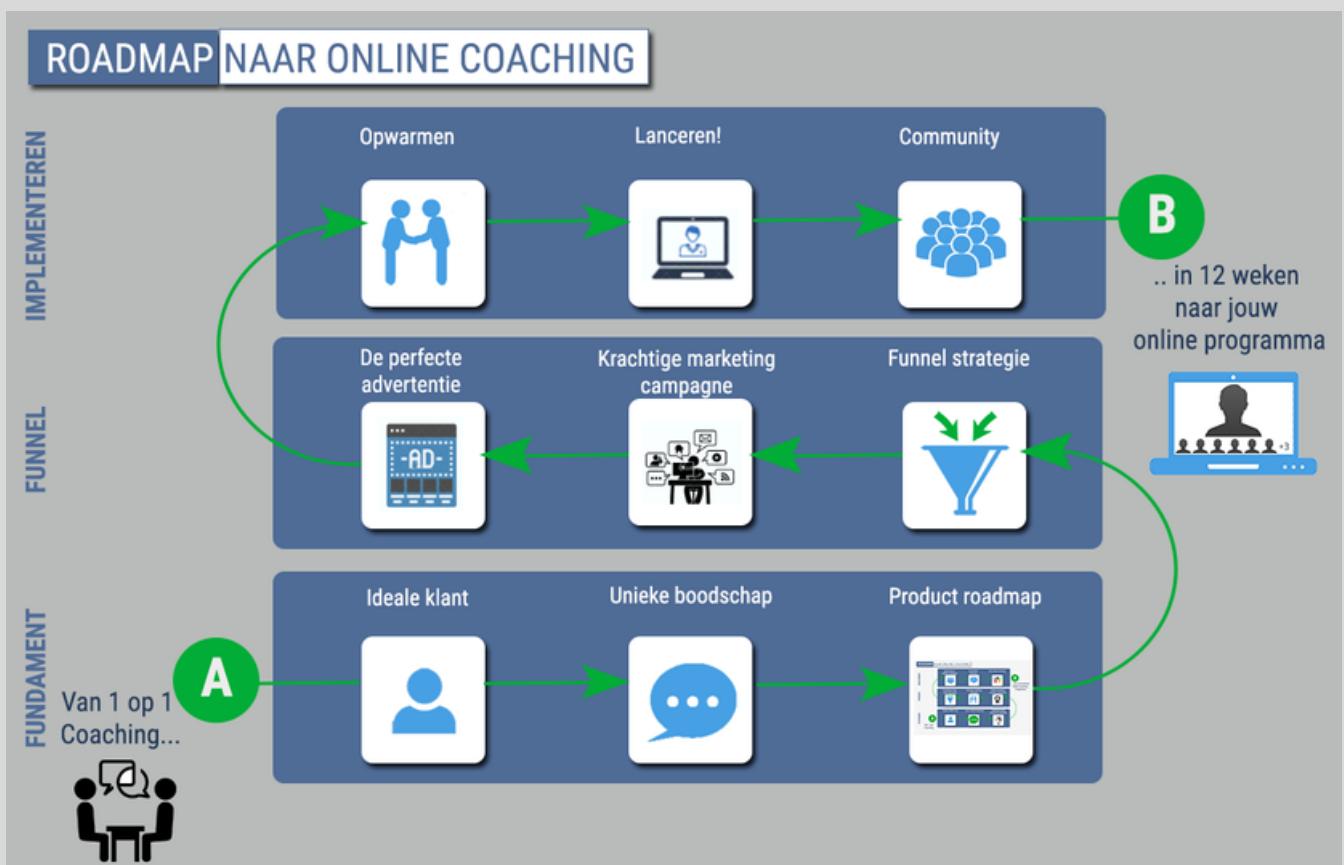 ROADMAP NAAR ONLINE COACHING
IMPLEMENTEREN
Opwarmen
Lanceren!
Community
B
.. in 12 weken
naar jouw
online programma
+3
FUNNEL
De perfecte
advertentie
-AD-
Krachtige marketing
campagne
Funnel strategie
FUNDAMENT
Ideale klant
Unieke boodschap
Product roadmap
A
Van 1 op 1
Coaching...